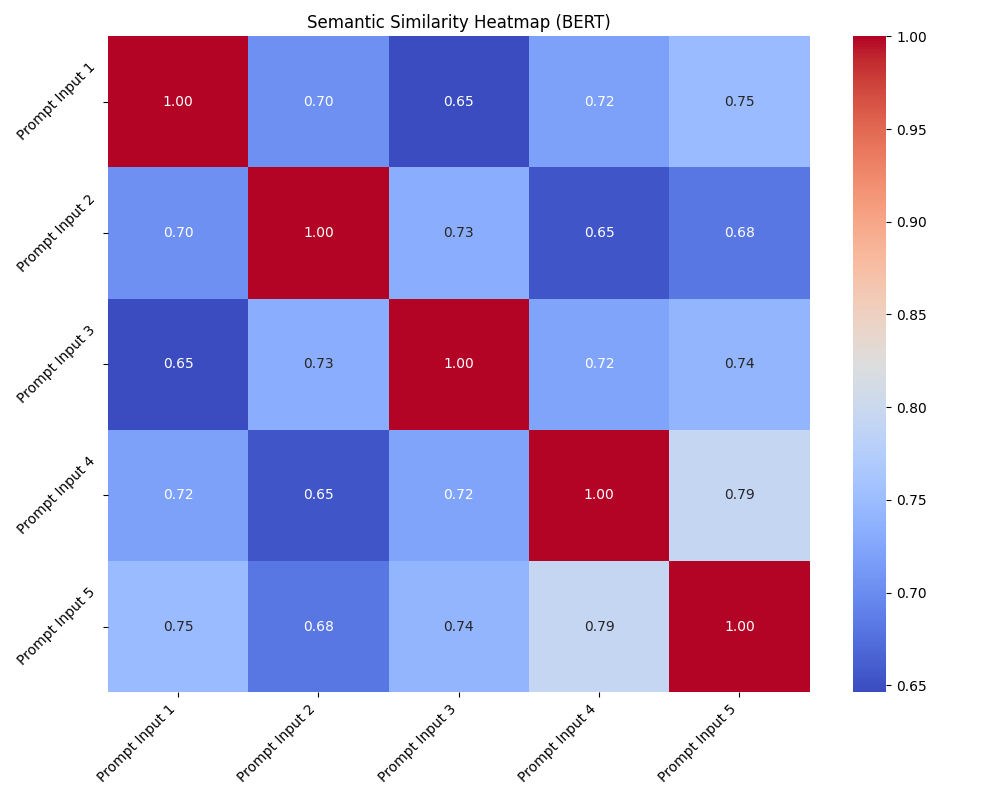 Semantic Similarity Heatmap (BERT)
Prompt Input 1
1.00 0.70 0.65 0.72 0.75
Prompt Input 2
0.70 1.00 0.73 0.65 0.68
Prompt Input 3
0.65 0.73 1.00 0.72 0.74
Prompt Input 4
0.72 0.65 0.72 1.00 0.79
Prompt Input 5
0.75 0.68 0.74 0.79 1.00
Prompt Input 1
Prompt Input 2
Prompt Input 3
Prompt Input 4
Prompt Input 5
1.00
0.95
0.90
0.85
0.80
0.75
0.70
0.65